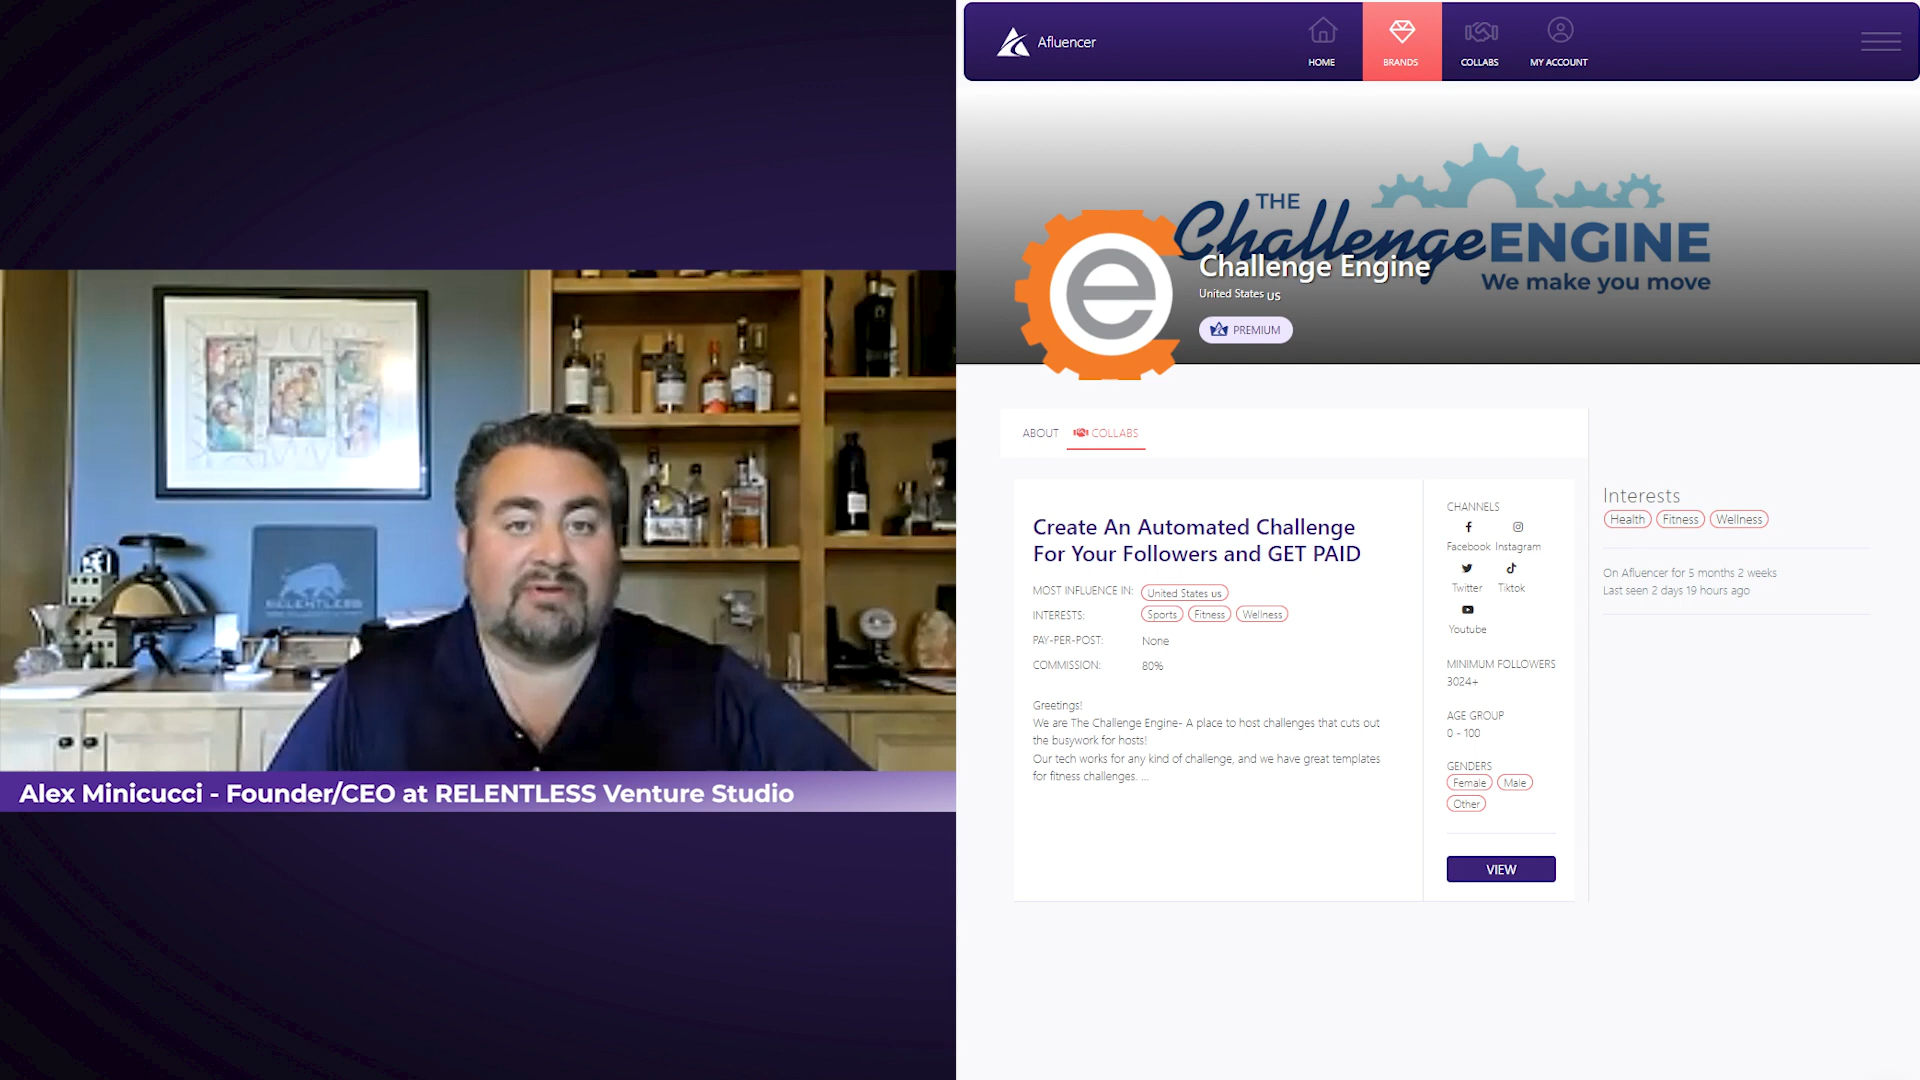 RELENTLESS
Alex Minicucci - Founder/CEO at RELENTLESS Venture Studio
Afluencer
HOME
BRANDS
COLLABS
MY ACCOUNT
THE
Challenge ENGINE
We make you move
e
Challenge Engine
United States US
PREMIUM
ABOUT
COLLABS
Create An Automated Challenge
For Your Followers and GET PAID
MOST INFLUENCE IN: United States us
INTERESTS: Sports Fitness Wellness
PAY-PER-POST: None
COMMISSION: 80%
Greetings!
We are The Challenge Engine- A place to host challenges that cuts out
the busywork for hosts!
Our tech works for any kind of challenge, and we have great templates
for fitness challenges. ...
CHANNELS
Facebook Instagram
Twitter Tiktok
Youtube
MINIMUM FOLLOWERS
3024+
AGE GROUP
0 - 100
GENDERS
Female Male
Other
VIEW
Interests
Health Fitness Wellness
On Afluencer for 5 months 2 weeks
Last seen 2 days 19 hours ago